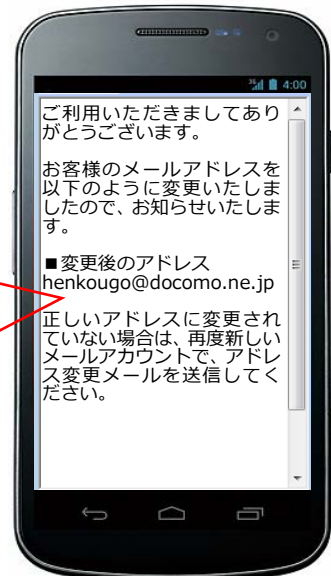 3G 4:00
ご利用いただきましてあり
がとうございます。
お客様のメールアドレスを
以下のように変更いたしま
したので、お知らせいたしま
す。
■変更後のアドレス
henkougo@docomo.ne.jp
正しいアドレスに変更され
ていない場合は、再度新しい
メールアカウントで、アドレ
ス変更メールを送信してく
ださい。